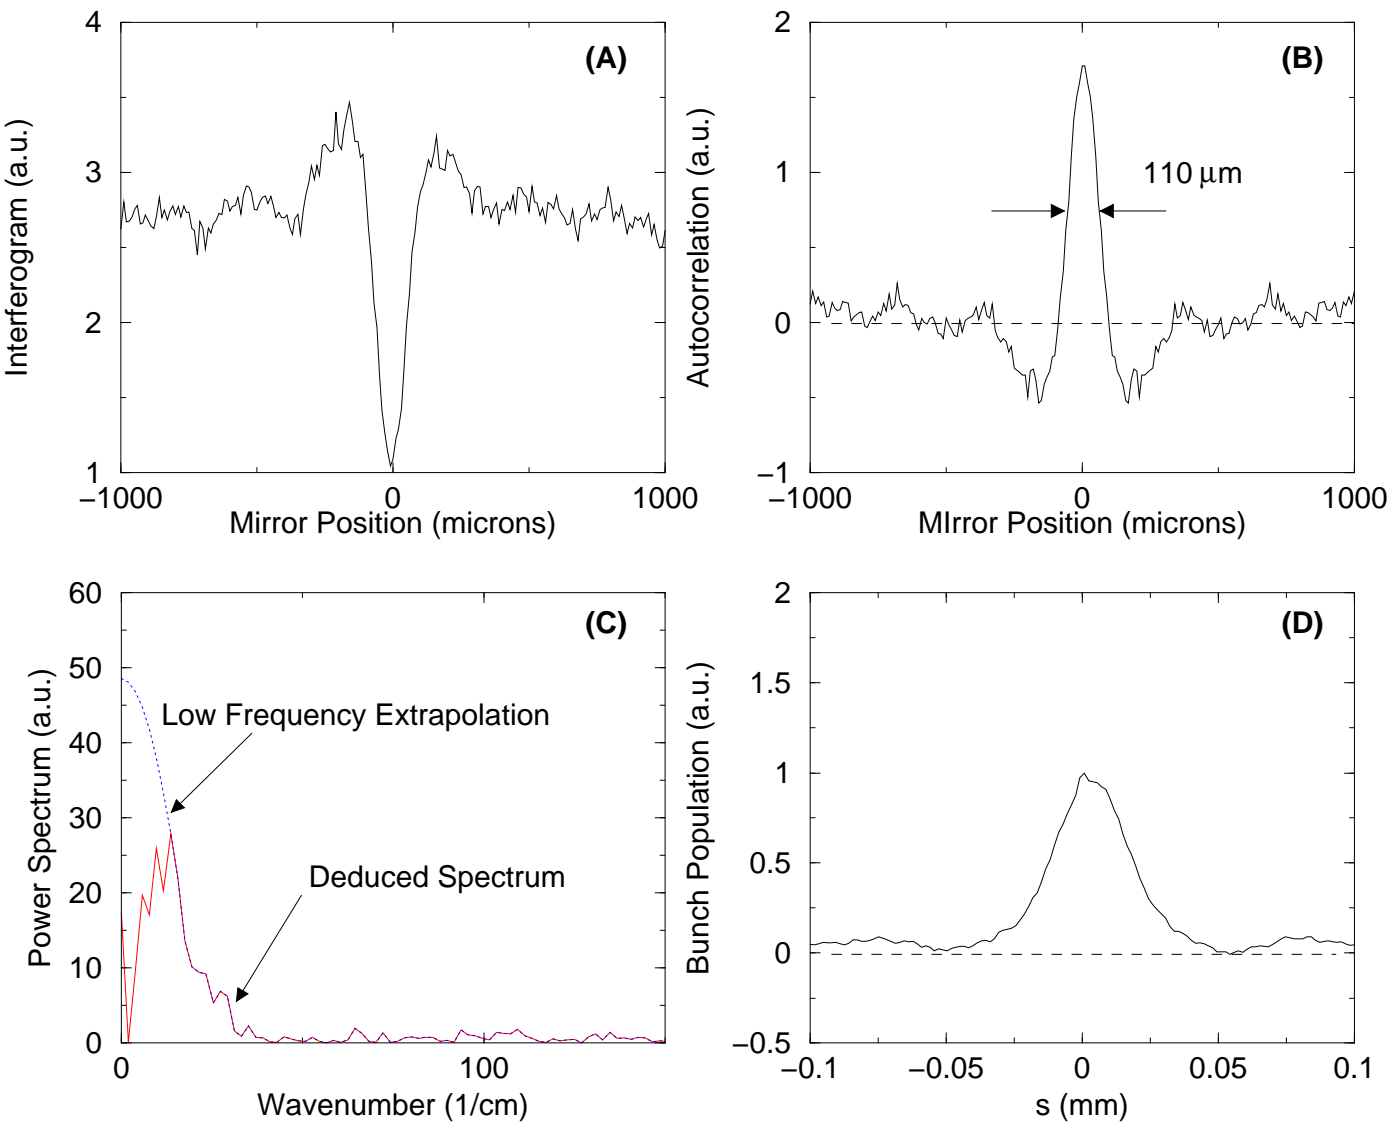 (A)
Interferogram (a.u.)
4
3
2
1
−1000
0
1000
Mirror Position (microns)
(B)
Autocorrelation (a.u.)
2
1
0
−1
110 μm
−1000
0
1000
MIrror Position (microns)
(C)
Power Spectrum (a.u.)
60
50
40
30
20
10
0
Low Frequency Extrapolation
Deduced Spectrum
0
100
Wavenumber (1/cm)
(D)
Bunch Population (a.u.)
2
1.5
1
0.5
0
−0.5
−0.1
−0.05
0
0.05
0.1
s (mm)